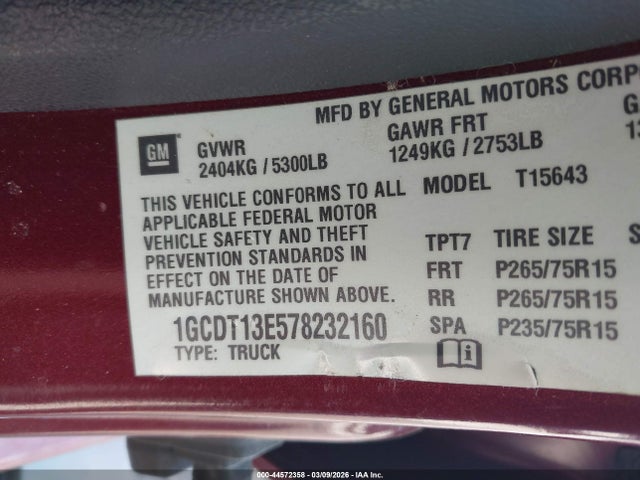 MFD BY GENERAL MOTORS CORPO
GM
GVWR
2404KG / 5300LB
GAWR FRT
1249KG / 2753LB
G
13
THIS VEHICLE CONFORMS TO ALL
APPLICABLE FEDERAL MOTOR
VEHICLE SAFETY AND THEFT
PREVENTION STANDARDS IN
EFFECT ON THE DATE OF
MANUFACTURE SHOWN ABOVE.
1GCDT13E578232160
TYPE: TRUCK
MODEL T15643
TPT7 TIRE SIZE S
FRT P265/75R15
RR P265/75R15
SPA P235/75R15
000-44572358 - 03/09/2026 - IAA Inc.